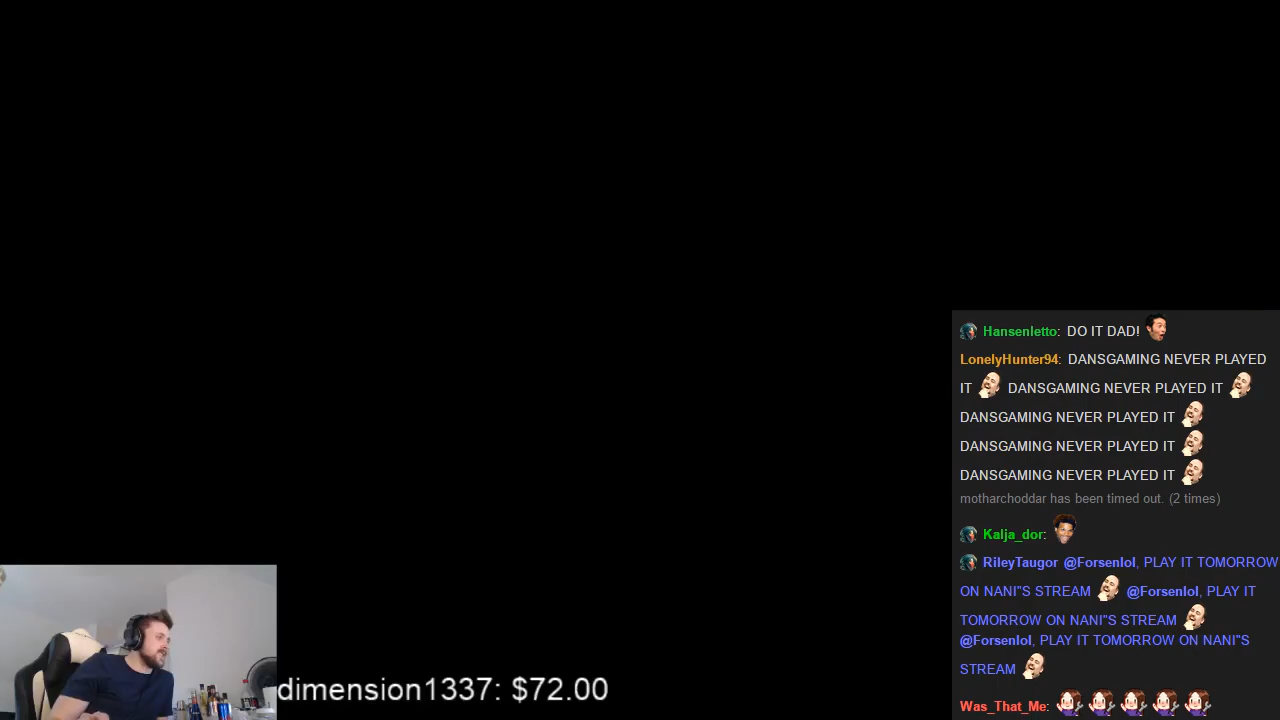 Hansenletto: DO IT DAD!
LonelyHunter94: DANSGAMING NEVER PLAYED
IT DANSGAMING NEVER PLAYED IT
DANSGAMING NEVER PLAYED IT
DANSGAMING NEVER PLAYED IT
DANSGAMING NEVER PLAYED IT
motharchoddar has been timed out. (2 times)
Kalja_dor:
RileyTaugor @Forsenlol, PLAY IT TOMORROW
ON NANI"S STREAM @Forsenlol, PLAY IT
TOMORROW ON NANI"S STREAM
@Forsenlol, PLAY IT TOMORROW ON NANI"S
STREAM
Was_That_Me:
dimension1337: $72.00